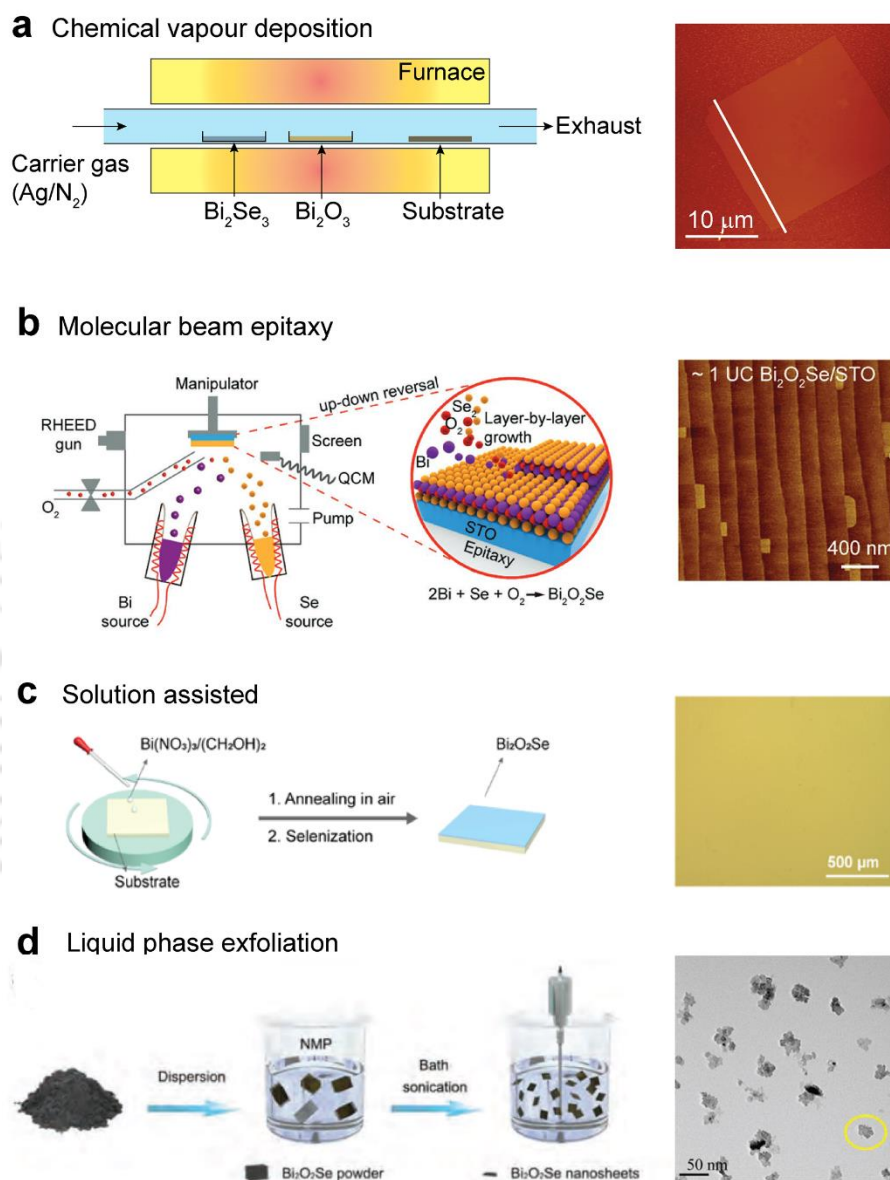 a Chemical vapour deposition
Furnace
Exhaust
Carrier gas
(Ag/N₂)
Bi₂Se₃
Bi₂O₃
Substrate
10 μm
b Molecular beam epitaxy
Manipulator
up-down reversal
RHEED
gun
Screen
QCM
O₂
Pump
Bi
source
Se
source
Se₂
O₂
Layer-by-layer
growth
Bi
STO
Epitaxy
2Bi + Se + O₂ → Bi₂O₂Se
~ 1 UC Bi₂O₂Se/STO
400 nm
c Solution assisted
Bi(NO₃)₃/(CH₂OH)₂
Substrate
1. Annealing in air
2. Selenization
Bi₂O₂Se
500 μm
d Liquid phase exfoliation
Dispersion
NMP
Bath
sonication
Bi₂O₂Se powder
Bi₂O₂Se nanosheets
50 nm